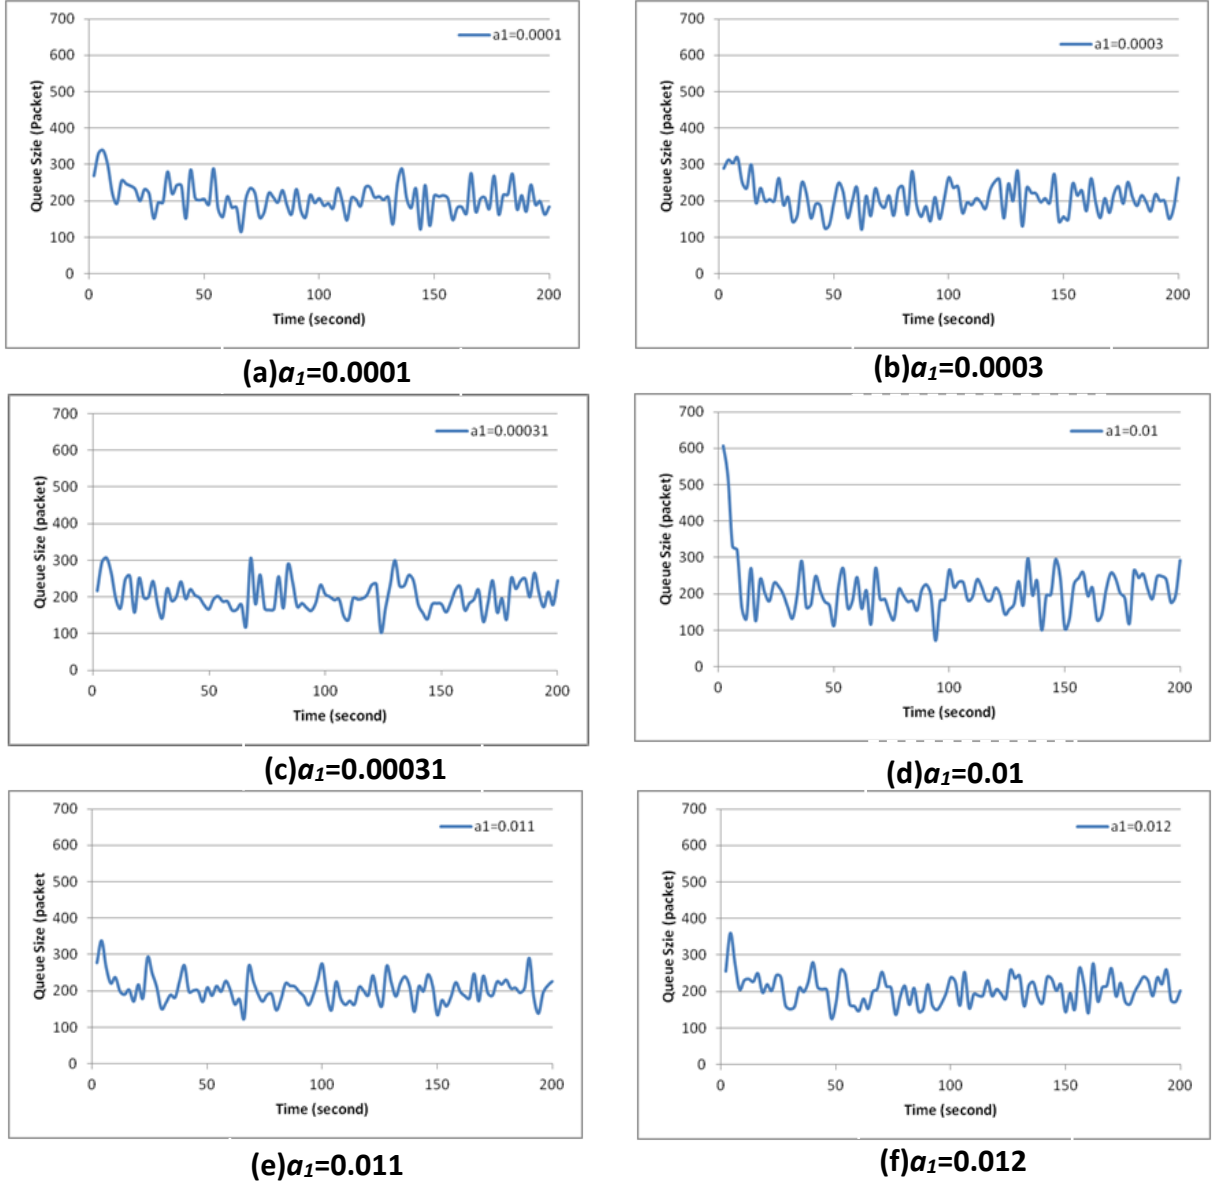 700
600
500
400
300
200
100
0
Queue Szie (Packet)
a1=0.0001
0 50 100 150 200
Time (second)
(a)a1=0.0001
700
600
500
400
300
200
100
0
Queue Szie (Packet)
a1=0.0003
0 50 100 150 200
Time (second)
(b)a1=0.0003
700
600
500
400
300
200
100
0
Queue Size (packet)
a1=0.00031
0 50 100 150 200
Time (second)
(c)a1=0.00031
700
600
500
400
300
200
100
0
Queue Szie (packet)
a1=0.01
0 50 100 150 200
Time (second)
(d)a1=0.01
700
600
500
400
300
200
100
0
Queue Size (packet
a1=0.011
0 50 100 150 200
Time (second)
(e)a1=0.011
700
600
500
400
300
200
100
0
Queue Szie (packet)
a1=0.012
0 50 100 150 200
Time (second)
(f)a1=0.012